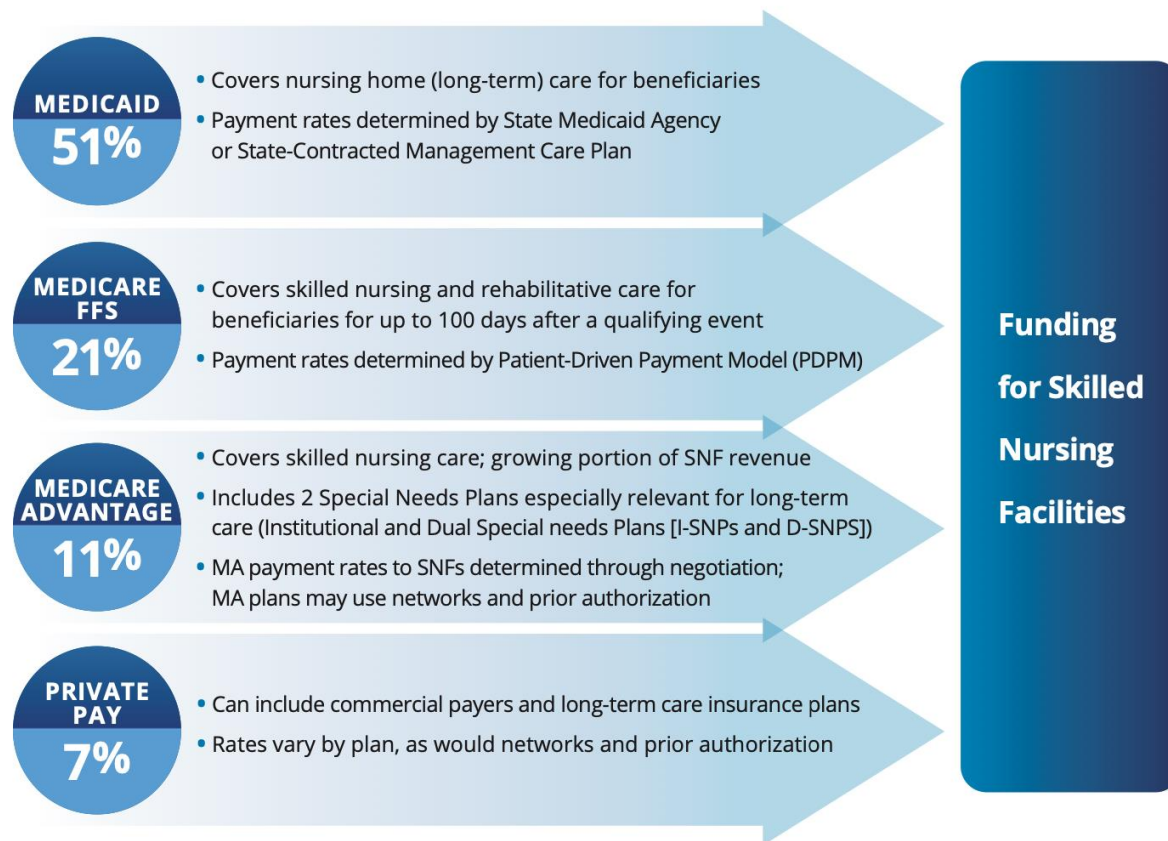 MEDICAID
51%
• Covers nursing home (long-term) care for beneficiaries
• Payment rates determined by State Medicaid Agency
or State-Contracted Management Care Plan
MEDICARE
FFS
21%
• Covers skilled nursing and rehabilitative care for
beneficiaries for up to 100 days after a qualifying event
• Payment rates determined by Patient-Driven Payment Model (PDPM)
MEDICARE
ADVANTAGE
11%
• Covers skilled nursing care; growing portion of SNF revenue
• Includes 2 Special Needs Plans especially relevant for long-term
care (Institutional and Dual Special needs Plans [I-SNPs and D-SNPS])
• MA payment rates to SNFs determined through negotiation;
MA plans may use networks and prior authorization
PRIVATE
PAY
7%
• Can include commercial payers and long-term care insurance plans
• Rates vary by plan, as would networks and prior authorization
Funding
for Skilled
Nursing
Facilities